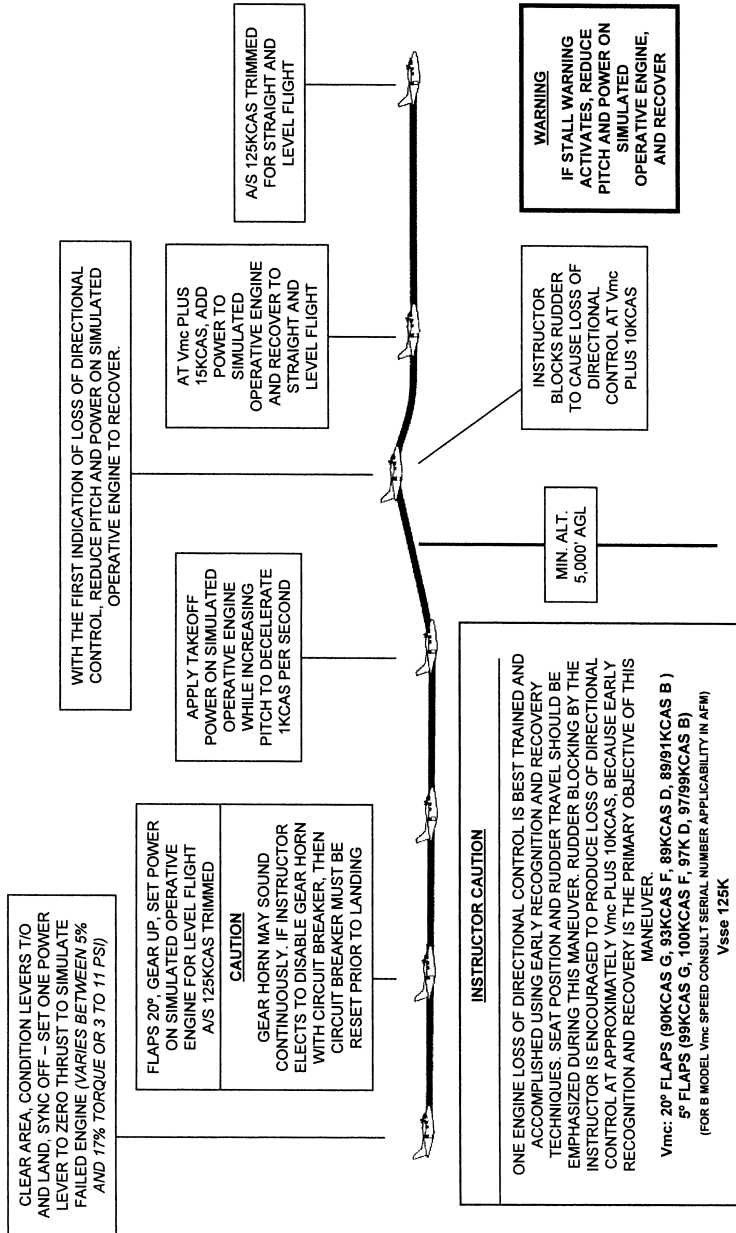 CLEAR AREA, CONDITION LEVERS T/O
AND LAND, SYNC OFF – SET ONE POWER
LEVER TO ZERO THRUST TO SIMULATE
FAILED ENGINE (VARIES BETWEEN 5%
AND 17% TORQUE OR 3 TO 11 PSI)
FLAPS 20º, GEAR UP, SET POWER
ON SIMULATED OPERATIVE
ENGINE FOR LEVEL FLIGHT
A/S 125KCAS TRIMMED
CAUTION
GEAR HORN MAY SOUND
CONTINUOUSLY. IF INSTRUCTOR
ELECTS TO DISABLE GEAR HORN
WITH CIRCUIT BREAKER, THEN
CIRCUIT BREAKER MUST BE
RESET PRIOR TO LANDING
APPLY TAKEOFF
POWER ON SIMULATED
OPERATIVE ENGINE
WHILE INCREASING
PITCH TO DECELERATE
1KCAS PER SECOND
WITH THE FIRST INDICATION OF LOSS OF DIRECTIONAL
CONTROL, REDUCE PITCH AND POWER ON SIMULATED
OPERATIVE ENGINE TO RECOVER.
AT Vmc PLUS
15KCAS, ADD
POWER TO
SIMULATED
OPERATIVE ENGINE
AND RECOVER TO
STRAIGHT AND
LEVEL FLIGHT
A/S 125KCAS TRIMMED
FOR STRAIGHT AND
LEVEL FLIGHT
INSTRUCTOR CAUTION
ONE ENGINE LOSS OF DIRECTIONAL CONTROL IS BEST TRAINED AND
ACCOMPLISHED USING EARLY RECOGNITION AND RECOVERY
TECHNIQUES. SEAT POSITION AND RUDDER TRAVEL SHOULD BE
EMPHASIZED DURING THIS MANEUVER. RUDDER BLOCKING BY THE
INSTRUCTOR IS ENCOURAGED TO PRODUCE LOSS OF DIRECTIONAL
CONTROL AT APPROXIMATELY Vmc PLUS 10KCAS, BECAUSE EARLY
RECOGNITION AND RECOVERY IS THE PRIMARY OBJECTIVE OF THIS
MANEUVER.
Vmc: 20º FLAPS (90KCAS G, 93KCAS F, 89KCAS D, 89/91KCAS B )
5º FLAPS (99KCAS G, 100KCAS F, 97K D, 97/99KCAS B)
(FOR B MODEL Vmc SPEED CONSULT SERIAL NUMBER APPLICABILITY IN AFM)
Vsse 125K
MIN. ALT.
5,000' AGL
INSTRUCTOR
BLOCKS RUDDER
TO CAUSE LOSS OF
DIRECTIONAL
CONTROL AT Vmc
PLUS 10KCAS
WARNING
IF STALL WARNING
ACTIVATES, REDUCE
PITCH AND POWER ON
SIMULATED
OPERATIVE ENGINE,
AND RECOVER